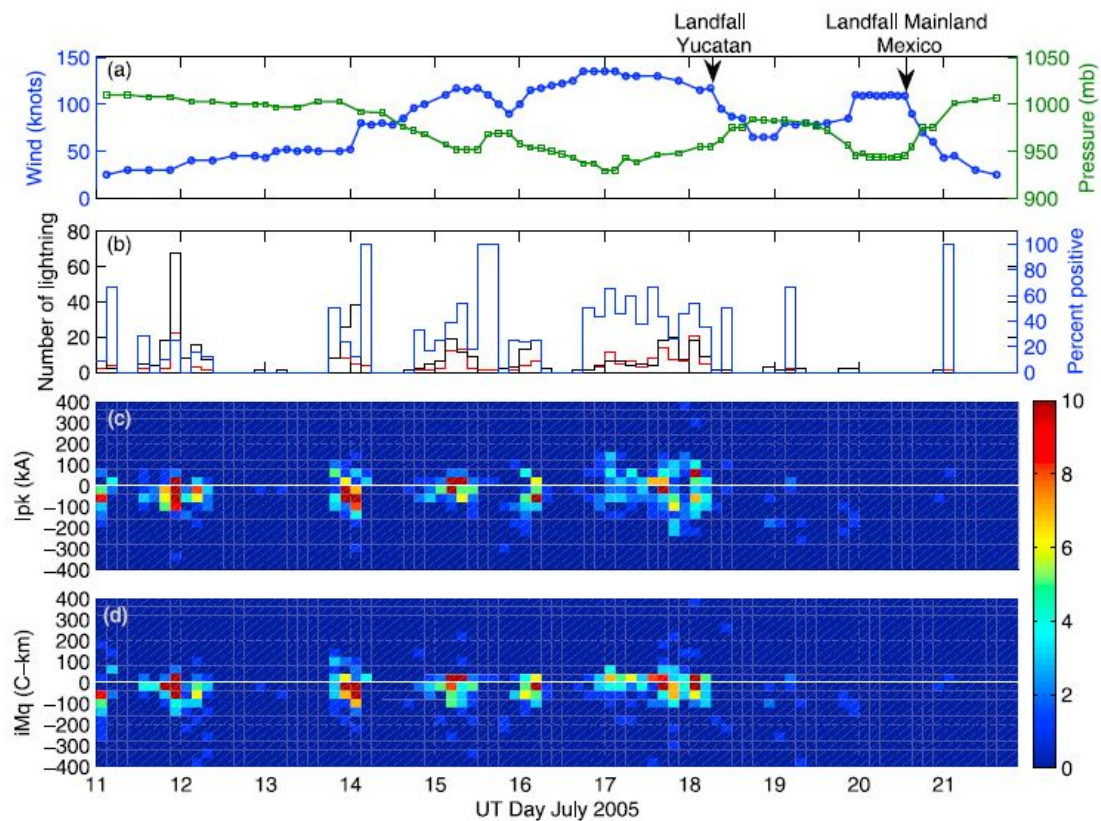 Landfall
Yucatan
Landfall Mainland
Mexico
(a)
150
100
50
0
Wind (knots)
1050
1000
950
900
Pressure (mb)
(b)
80
60
40
20
0
Number of lightning
100
80
60
40
20
0
Percent positive
(c)
400
300
200
100
0
−100
−200
−300
−400
Ipk (kA)
(d)
400
300
200
100
0
−100
−200
−300
−400
iMq (C−km)
10
8
6
4
2
0
11 12 13 14 15 16 17 18 19 20 21
UT Day July 2005